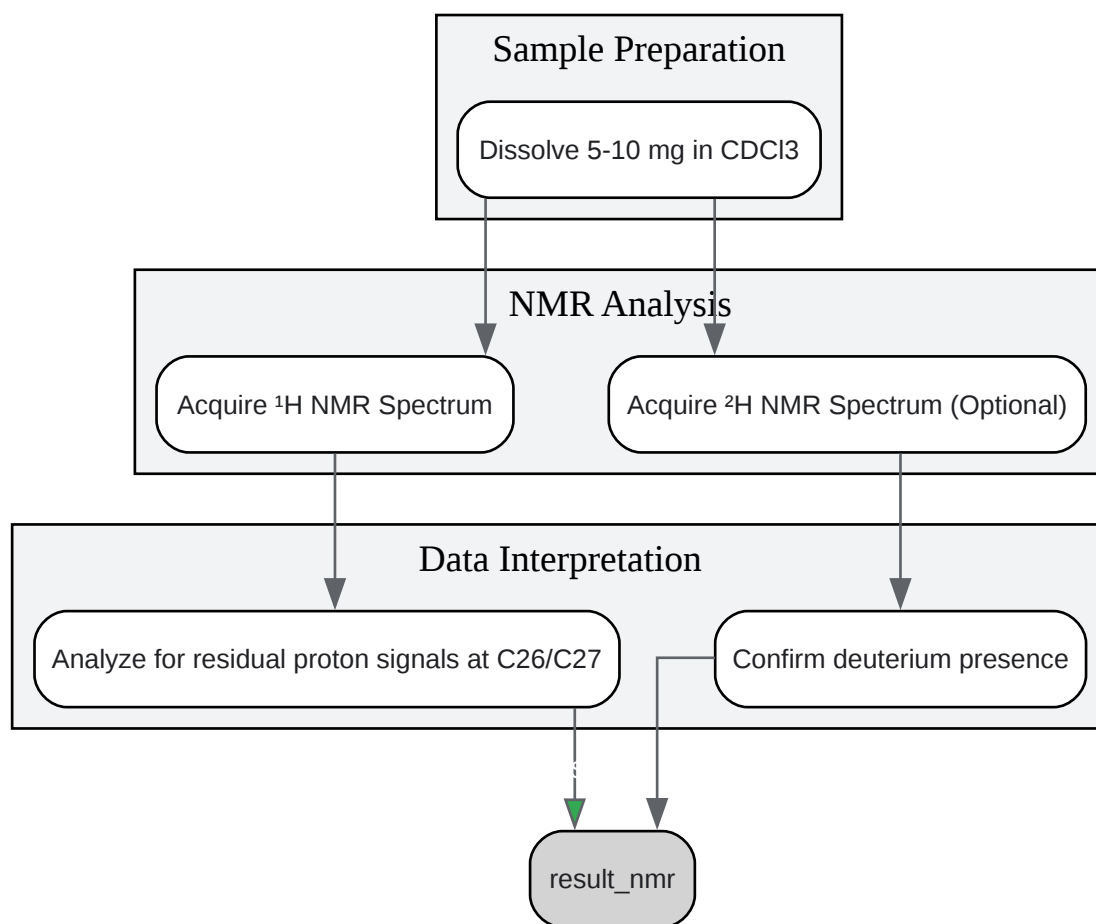 Sample Preparation
Dissolve 5-10 mg in CDCl3
NMR Analysis
Acquire ¹H NMR Spectrum
Acquire ²H NMR Spectrum (Optional)
Data Interpretation
Analyze for residual proton signals at C26/C27
Confirm deuterium presence
result_nmr